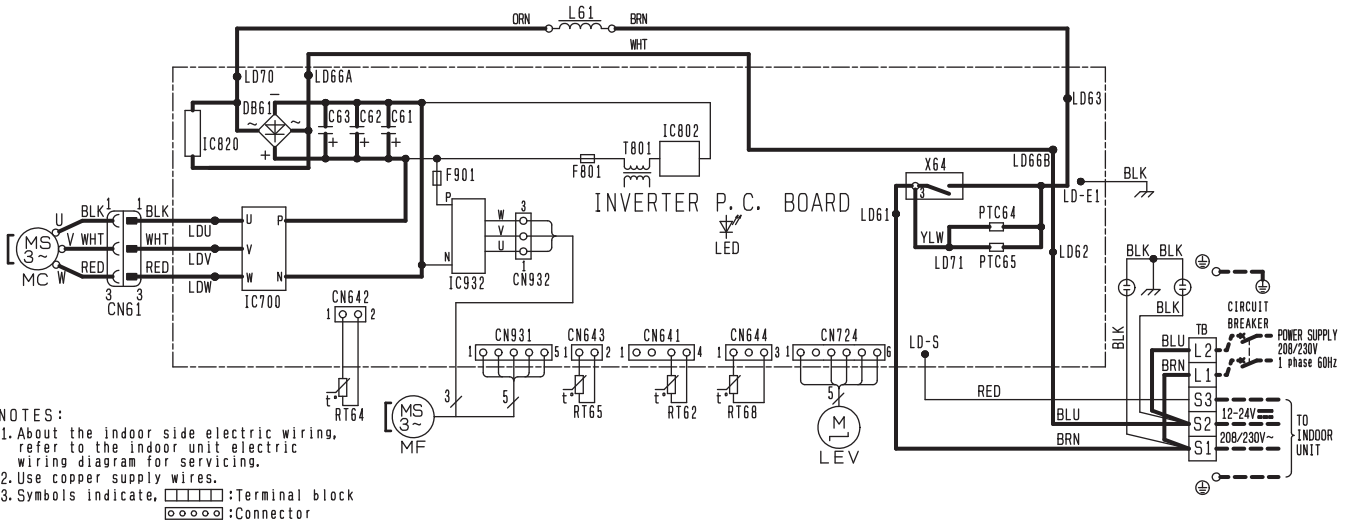 ORN
L61
BRN
WHT
LD70
LD66A
DB61
−
~
~
+
C63
C62
C61
+
+
+
IC820
IC802
T801
F801
F901
LD63
LD66B
X64
3
LD-E1
BLK
LD61
PTC64
YLW
LD71
PTC65
LD62
INVERTER P. C. BOARD
LED
U
BLK
1
1
BLK
LDU
U
P
MS
3~
V
WHT
WHT
LDV
V
MC
W
RED
RED
LDW
W
N
3
3
CN61
IC700
P
N
IC932
W
V
U
3
1
CN932
CN642
1
2
t°
RT64
CN931
1
5
3
5
MS
3~
MF
CN643
1
2
t°
RT65
CN641
1
4
t°
RT62
CN644
1
3
t°
RT68
CN724
1
6
5
M
LEV
LD-S
RED
BLK
BLK
BLK
BLK
TB
BLU
L2
BRN
L1
S3
BLU
S2
BRN
S1
CIRCUIT
BREAKER
POWER SUPPLY
208/230V
1 phase 60Hz
12-24V
208/230V~
TO
INDOOR
UNIT
NOTES:
1. About the indoor side electric wiring,
refer to the indoor unit electric
wiring diagram for servicing.
2. Use copper supply wires.
3. Symbols indicate,
:Terminal block
:Connector